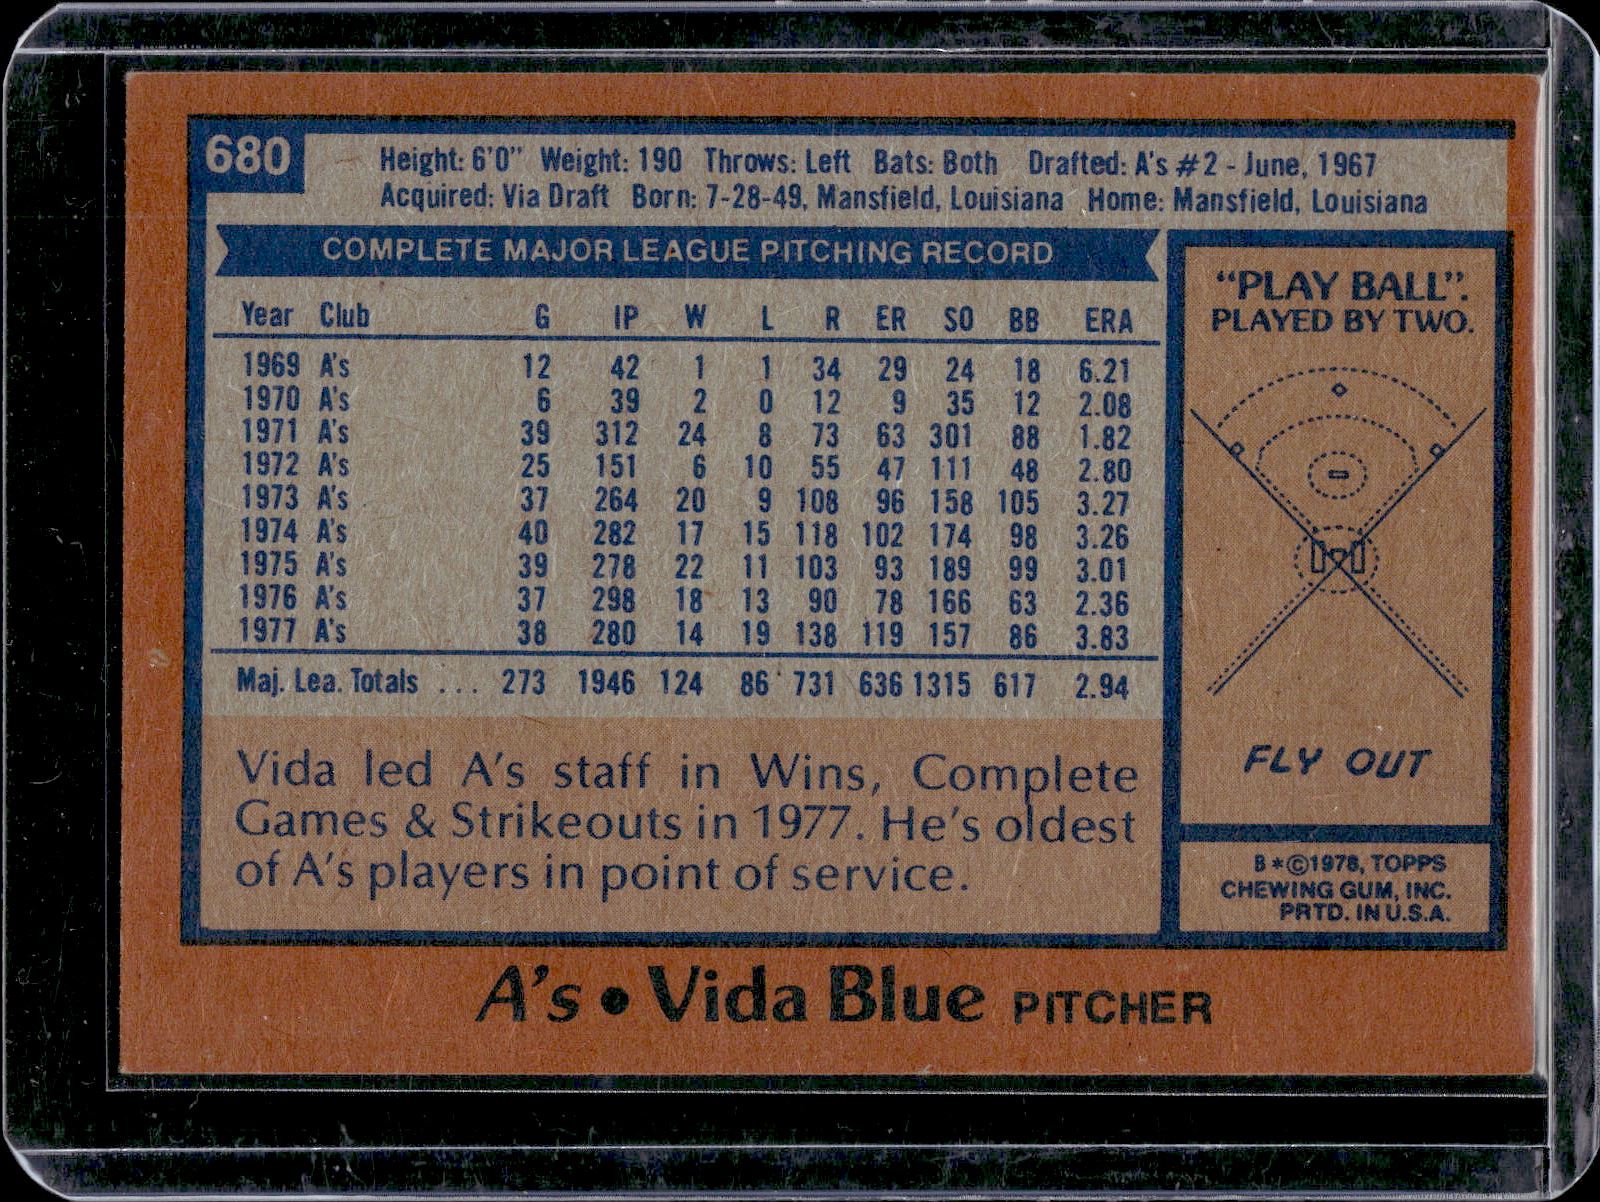 680
Height: 6'0" Weight: 190 Throws: Left Bats: Both Drafted: A's #2 - June, 1967
Acquired: Via Draft Born: 7-28-49, Mansfield, Louisiana Home: Mansfield, Louisiana
COMPLETE MAJOR LEAGUE PITCHING RECORD
Year Club G IP W L R ER SO BB ERA
1969 A's 12 42 1 1 34 29 24 18 6.21
1970 A's 6 39 2 0 12 9 35 12 2.08
1971 A's 39 312 24 8 73 63 301 88 1.82
1972 A's 25 151 6 10 55 47 111 48 2.80
1973 A's 37 264 20 9 108 96 158 105 3.27
1974 A's 40 282 17 15 118 102 174 98 3.26
1975 A's 39 278 22 11 103 93 189 99 3.01
1976 A's 37 298 18 13 90 78 166 63 2.36
1977 A's 38 280 14 19 138 119 157 86 3.83
Maj. Lea. Totals ... 273 1946 124 86 731 636 1315 617 2.94
Vida led A's staff in Wins, Complete
Games & Strikeouts in 1977. He's oldest
of A's players in point of service.
"PLAY BALL".
PLAYED BY TWO.
FLY OUT
B*©1978, TOPPS
CHEWING GUM, INC.
PRTD. IN U.S.A.
A's • Vida Blue PITCHER